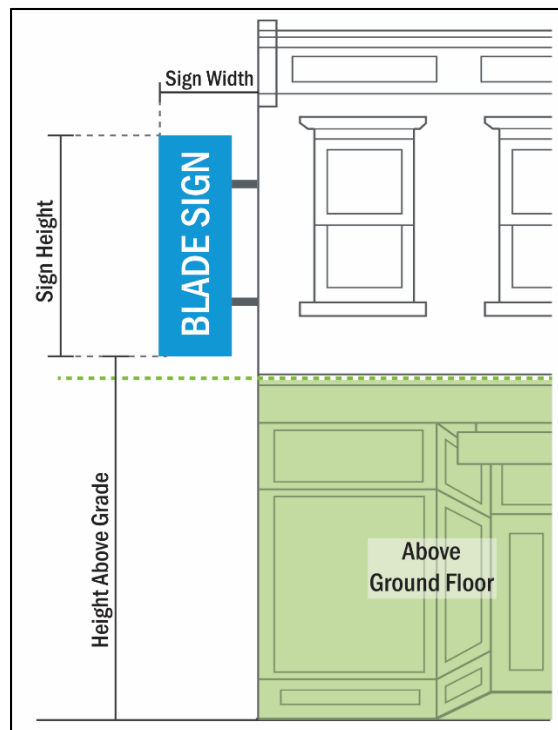 Sign Width
Sign Height
BLADE SIGN
Height Above Grade
Above
Ground Floor